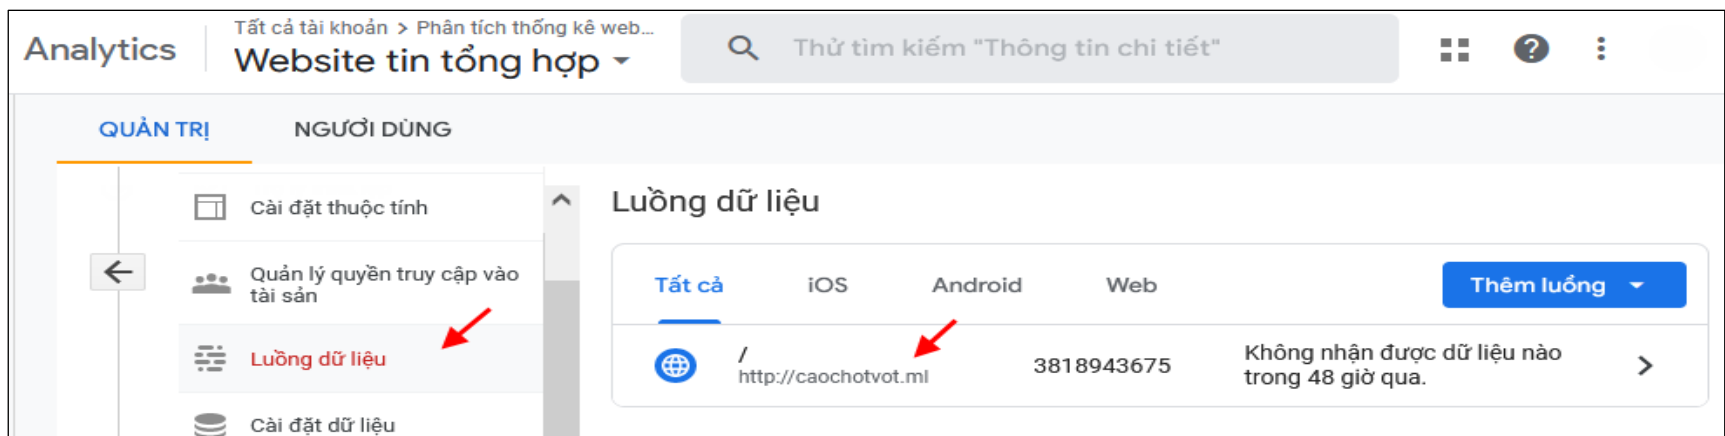 Analytics
Tất cả tài khoản > Phân tích thống kê web...
Website tin tổng hợp
Thử tìm kiếm "Thông tin chi tiết"
QUẢN TRỊ
NGƯỜI DÙNG
Cài đặt thuộc tính
Quản lý quyền truy cập vào
tài sản
Luồng dữ liệu
Cài đặt dữ liệu
Luồng dữ liệu
Tất cả
iOS
Android
Web
Thêm luồng
/
http://caochotvot.ml
3818943675
Không nhận được dữ liệu nào
trong 48 giờ qua.